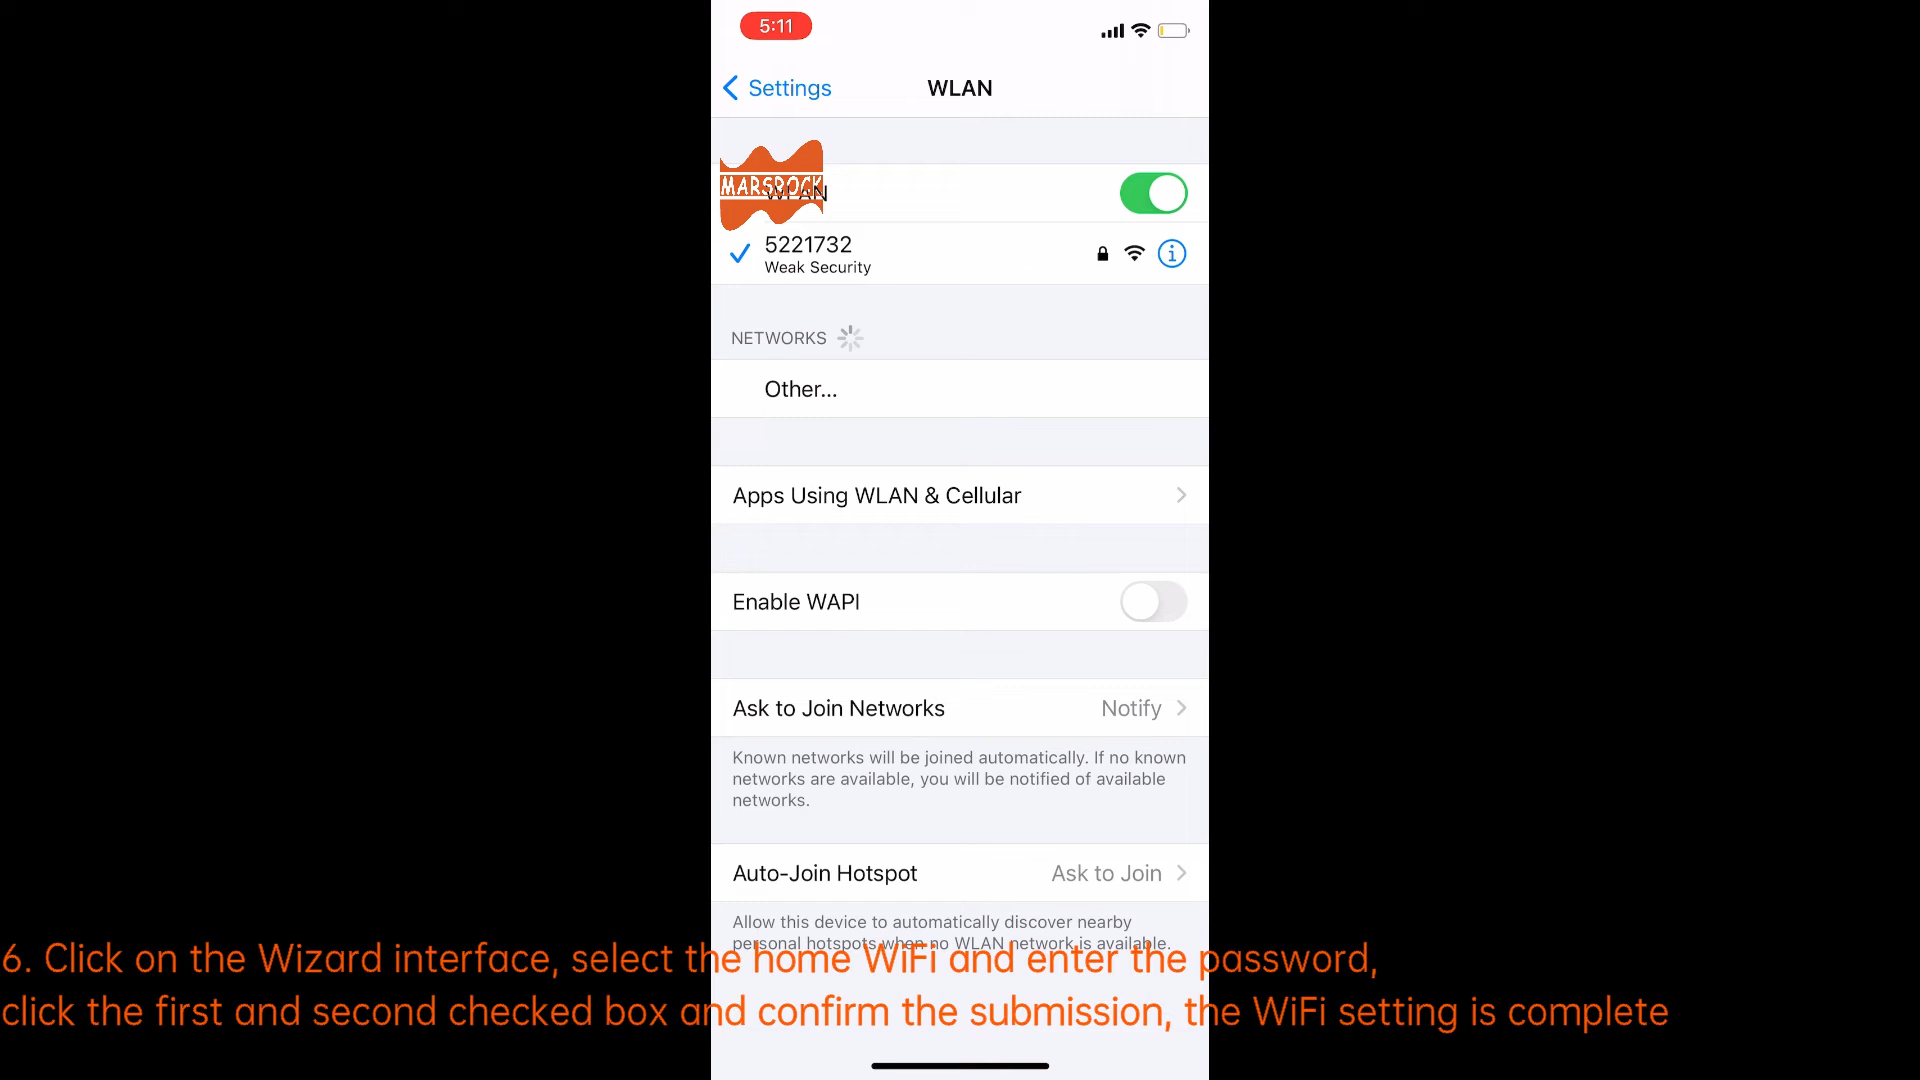 5:11
Settings
WLAN
MARSROCK
WLAN
5221732
Weak Security
NETWORKS
Other...
Apps Using WLAN & Cellular
Enable WAPI
Ask to Join Networks Notify
Known networks will be joined automatically. If no known
networks are available, you will be notified of available
networks.
Auto-Join Hotspot Ask to Join
Allow this device to automatically discover nearby
personal hotspots when no WLAN network is available.
6. Click on the Wizard interface, select the home WiFi and enter the password,
click the first and second checked box and confirm the submission, the WiFi setting is complete